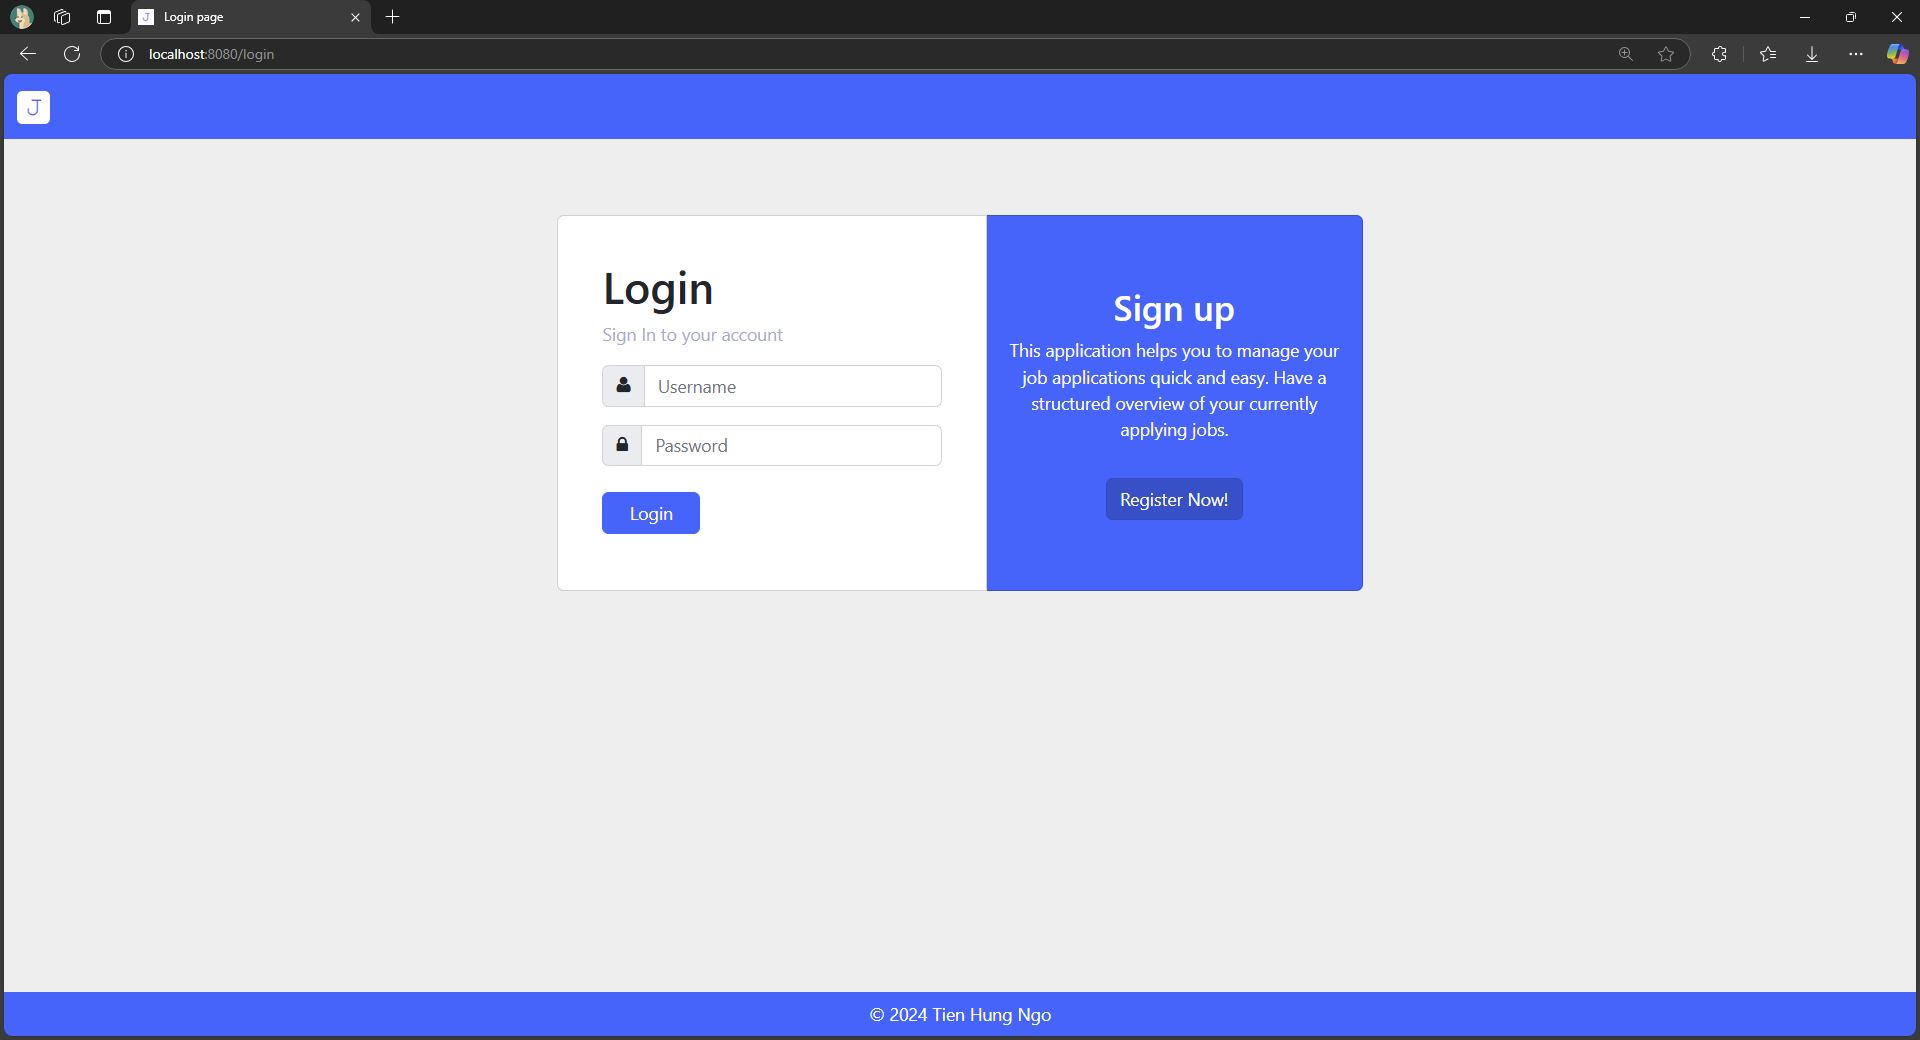 J Login page
localhost:8080/login
J
Login
Sign In to your account
Username
Password
Login
Sign up
This application helps you to manage your
job applications quick and easy. Have a
structured overview of your currently
applying jobs.
Register Now!
© 2024 Tien Hung Ngo